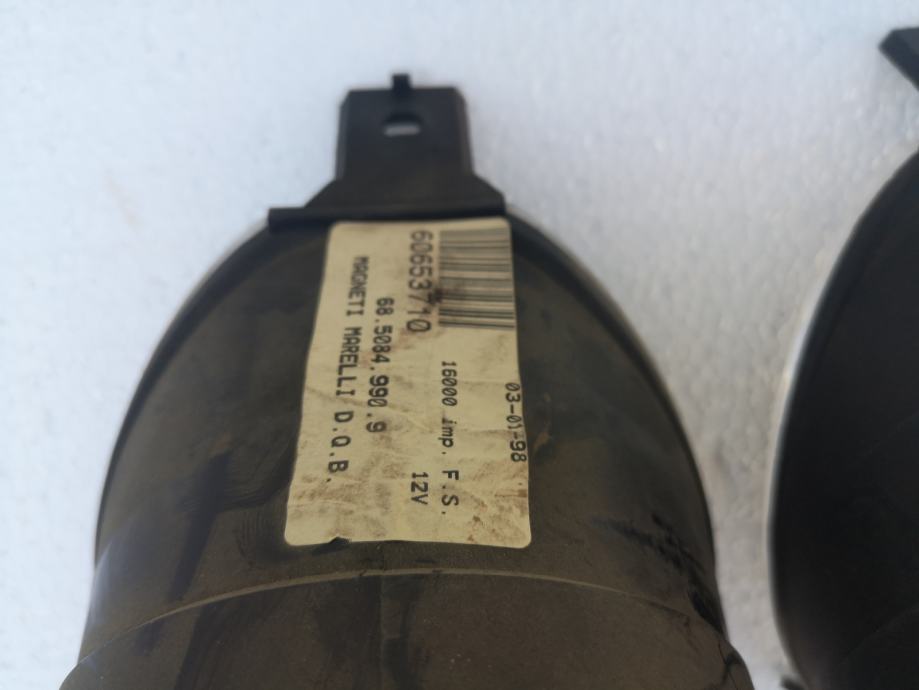 03-01-98
16000 imp. F.S.
60653710
12V
68.5084.990.9
MAGNETI MARELLI D.Q.B.